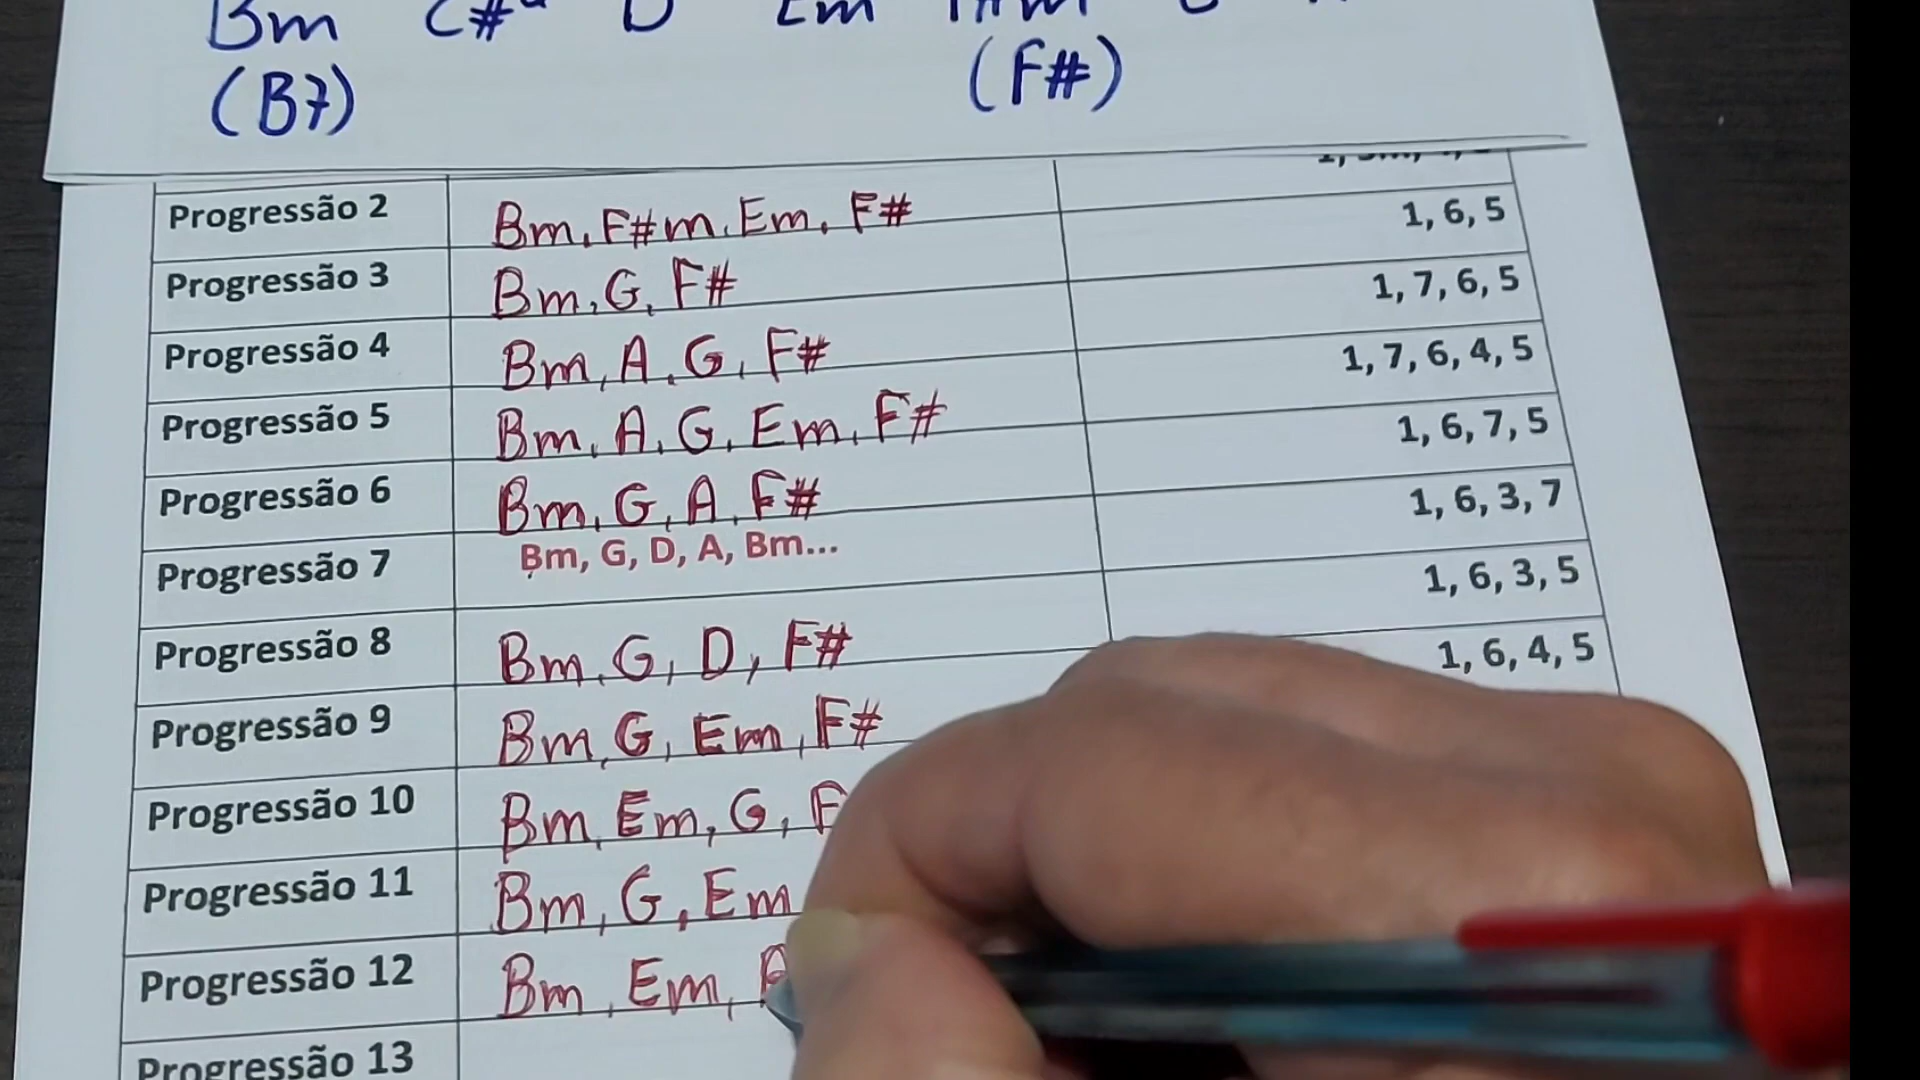 Bm C# D Em F#m
(B7) (F#)
Progressão 2 Bm, F#m, Em, F# 1, 6, 5
Progressão 3 Bm, G, F# 1, 7, 6, 5
Progressão 4 Bm, A, G, F# 1, 7, 6, 4, 5
Progressão 5 Bm, A, G, Em, F# 1, 6, 7, 5
Progressão 6 Bm, G, A, F# 1, 6, 3, 7
Progressão 7 Bm, G, D, A, Bm... 1, 6, 3, 5
Progressão 8 Bm, G, D, F# 1, 6, 4, 5
Progressão 9 Bm, G, Em, F#
Progressão 10 Bm, Em, G, F
Progressão 11 Bm, G, Em
Progressão 12 Bm, Em,
Progressão 13